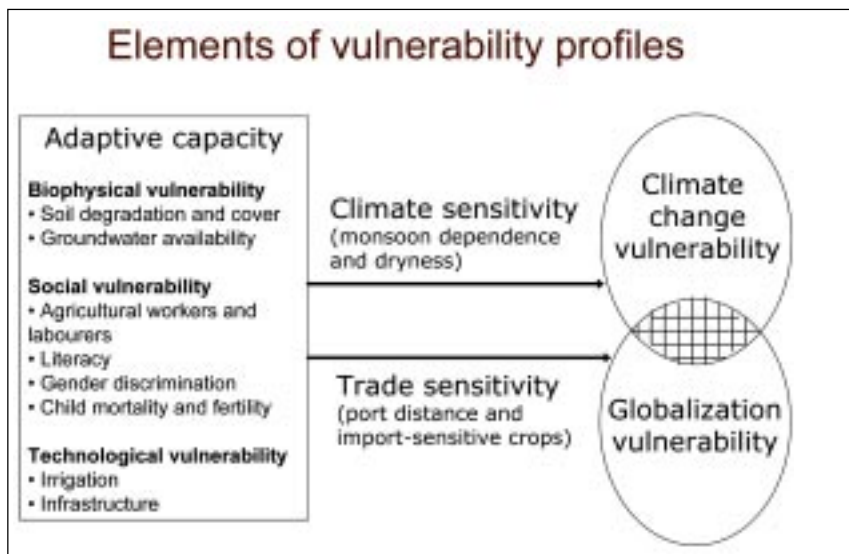 Elements of vulnerability profiles
Adaptive capacity
Biophysical vulnerability
• Soil degradation and cover
• Groundwater availability
Social vulnerability
• Agricultural workers and
labourers
• Literacy
• Gender discrimination
• Child mortality and fertility
Technological vulnerability
• Irrigation
• Infrastructure
Climate sensitivity
(monsoon dependence
and dryness)
Trade sensitivity
(port distance and
import-sensitive crops)
Climate
change
vulnerability
Globalization
vulnerability